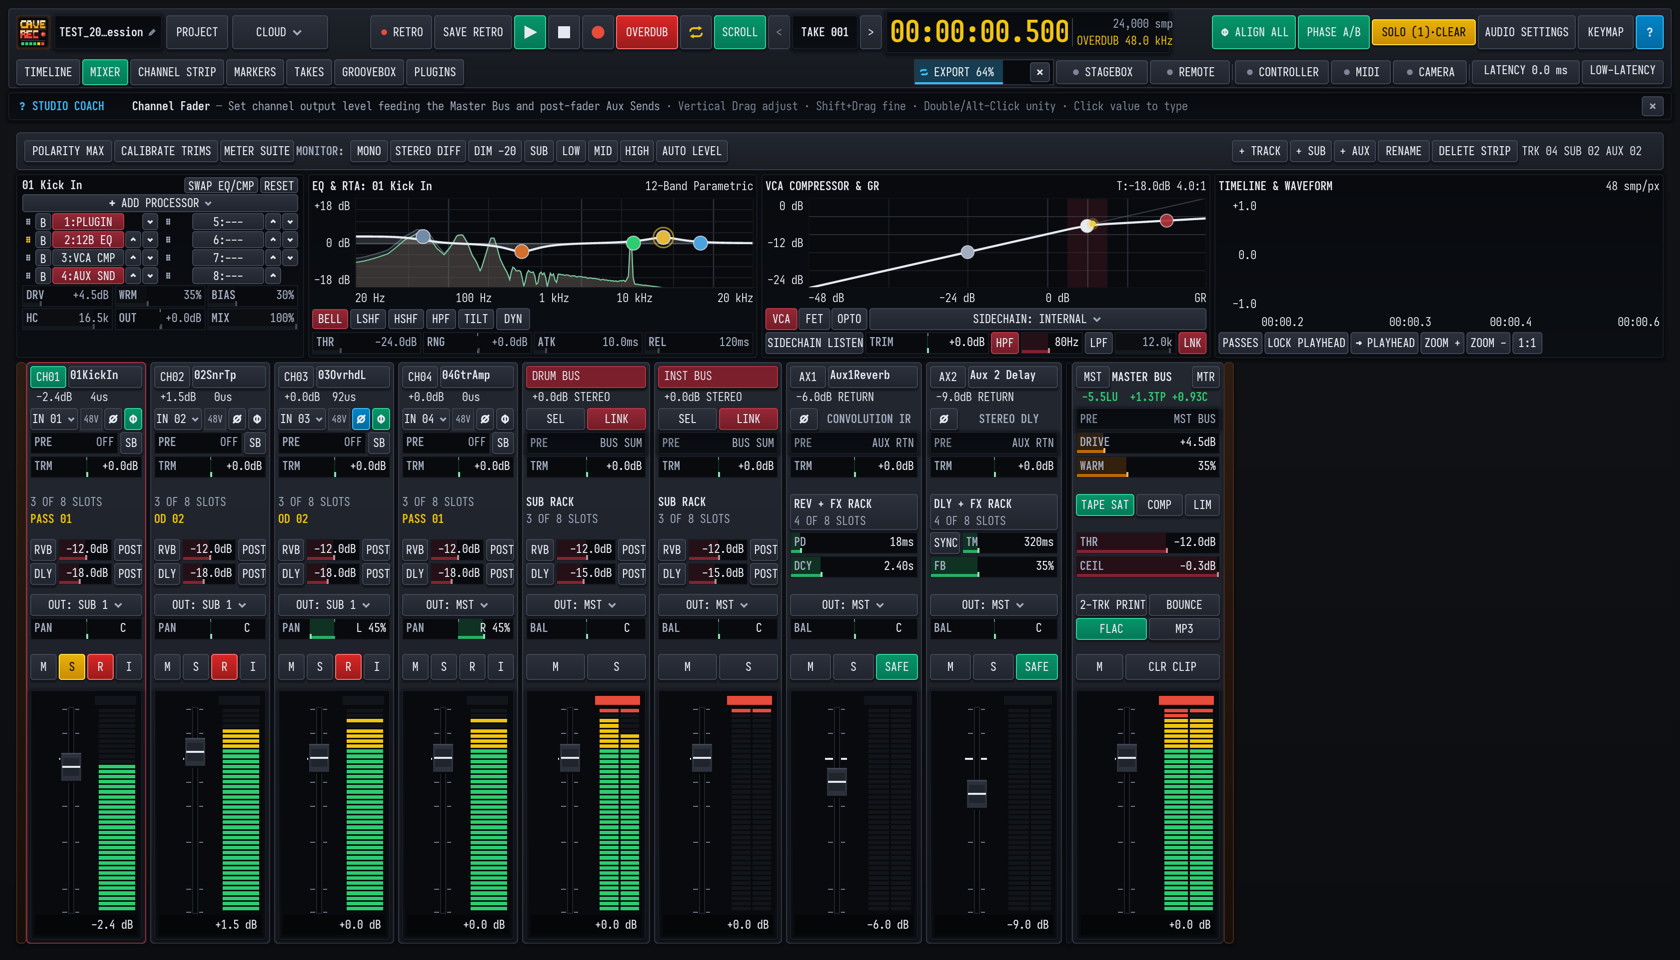 CAVE REC TEST_20…ession PROJECT CLOUD RETRO SAVE RETRO OVERDUB SCROLL < TAKE 001 > 00:00:00.500 24,000 smp OVERDUB 48.0 kHz Φ ALIGN ALL PHASE A/B SOLO (1)·CLEAR AUDIO SETTINGS KEYMAP ?
TIMELINE MIXER CHANNEL STRIP MARKERS TAKES GROOVEBOX PLUGINS EXPORT 64% × STAGEBOX REMOTE CONTROLLER MIDI CAMERA LATENCY 0.0 ms LOW-LATENCY
? STUDIO COACH Channel Fader — Set channel output level feeding the Master Bus and post-fader Aux Sends · Vertical Drag adjust · Shift+Drag fine · Double/Alt-Click unity · Click value to type ×
POLARITY MAX CALIBRATE TRIMS METER SUITE MONITOR: MONO STEREO DIFF DIM -20 SUB LOW MID HIGH AUTO LEVEL + TRACK + SUB + AUX RENAME DELETE STRIP TRK 04 SUB 02 AUX 02
01 Kick In SWAP EQ/CMP RESET
+ ADD PROCESSOR
B 1:PLUGIN 5:---
B 2:12B EQ 6:---
B 3:VCA CMP 7:---
B 4:AUX SND 8:---
DRV +4.5dB WRM 35% BIAS 30%
HC 16.5k OUT +0.0dB MIX 100%
EQ & RTA: 01 Kick In 12-Band Parametric
+18 dB
0 dB
-18 dB
20 Hz 100 Hz 1 kHz 10 kHz 20 kHz
BELL LSHF HSHF HPF TILT DYN
THR -24.0dB RNG +0.0dB ATK 10.0ms REL 120ms
VCA COMPRESSOR & GR T:-18.0dB 4.0:1
0 dB
-12 dB
-24 dB
-48 dB -24 dB 0 dB GR
VCA FET OPTO SIDECHAIN: INTERNAL
SIDECHAIN LISTEN TRIM +0.0dB HPF 80Hz LPF 12.0k LNK
TIMELINE & WAVEFORM 48 smp/px
+1.0
0.0
-1.0
00:00.2 00:00.3 00:00.4 00:00.6
PASSES LOCK PLAYHEAD → PLAYHEAD ZOOM + ZOOM - 1:1
CH01 01KickIn CH02 02SnrTp CH03 03OvrhdL CH04 04GtrAmp DRUM BUS INST BUS AX1 Aux1Reverb AX2 Aux 2 Delay MST MASTER BUS MTR
-2.4dB 4us +1.5dB 0us +0.0dB 92us +0.0dB 0us +0.0dB STEREO +0.0dB STEREO -6.0dB RETURN -9.0dB RETURN -5.5LU +1.3TP +0.93C
IN 01 48V Ø Φ IN 02 48V Ø Φ IN 03 48V Ø Φ IN 04 48V Ø Φ SEL LINK SEL LINK Ø CONVOLUTION IR Ø STEREO DLY PRE MST BUS
PRE OFF SB PRE OFF SB PRE OFF SB PRE OFF SB PRE BUS SUM PRE BUS SUM PRE AUX RTN PRE AUX RTN DRIVE +4.5dB
TRM +0.0dB TRM +0.0dB TRM +0.0dB TRM +0.0dB TRM +0.0dB TRM +0.0dB TRM +0.0dB TRM +0.0dB WARM 35%
3 OF 8 SLOTS 3 OF 8 SLOTS 3 OF 8 SLOTS 3 OF 8 SLOTS SUB RACK SUB RACK REV + FX RACK DLY + FX RACK TAPE SAT COMP LIM
PASS 01 OD 02 OD 02 PASS 01 3 OF 8 SLOTS 3 OF 8 SLOTS 4 OF 8 SLOTS 4 OF 8 SLOTS
RVB -12.0dB POST RVB -12.0dB POST RVB -12.0dB POST RVB -12.0dB POST RVB -12.0dB POST RVB -12.0dB POST PD 18ms SYNC TM 320ms THR -12.0dB
DLY -18.0dB POST DLY -18.0dB POST DLY -18.0dB POST DLY -18.0dB POST DLY -15.0dB POST DLY -15.0dB POST DCY 2.40s FB 35% CEIL -0.3dB
OUT: SUB 1 OUT: SUB 1 OUT: SUB 1 OUT: MST OUT: MST OUT: MST OUT: MST OUT: MST 2-TRK PRINT BOUNCE
PAN C PAN C PAN L 45% PAN R 45% BAL C BAL C BAL C BAL C FLAC MP3
M S R I M S R I M S R I M S R I M S M S M S SAFE M S SAFE M CLR CLIP
-2.4 dB +1.5 dB +0.0 dB +0.0 dB +0.0 dB +0.0 dB -6.0 dB -9.0 dB +0.0 dB